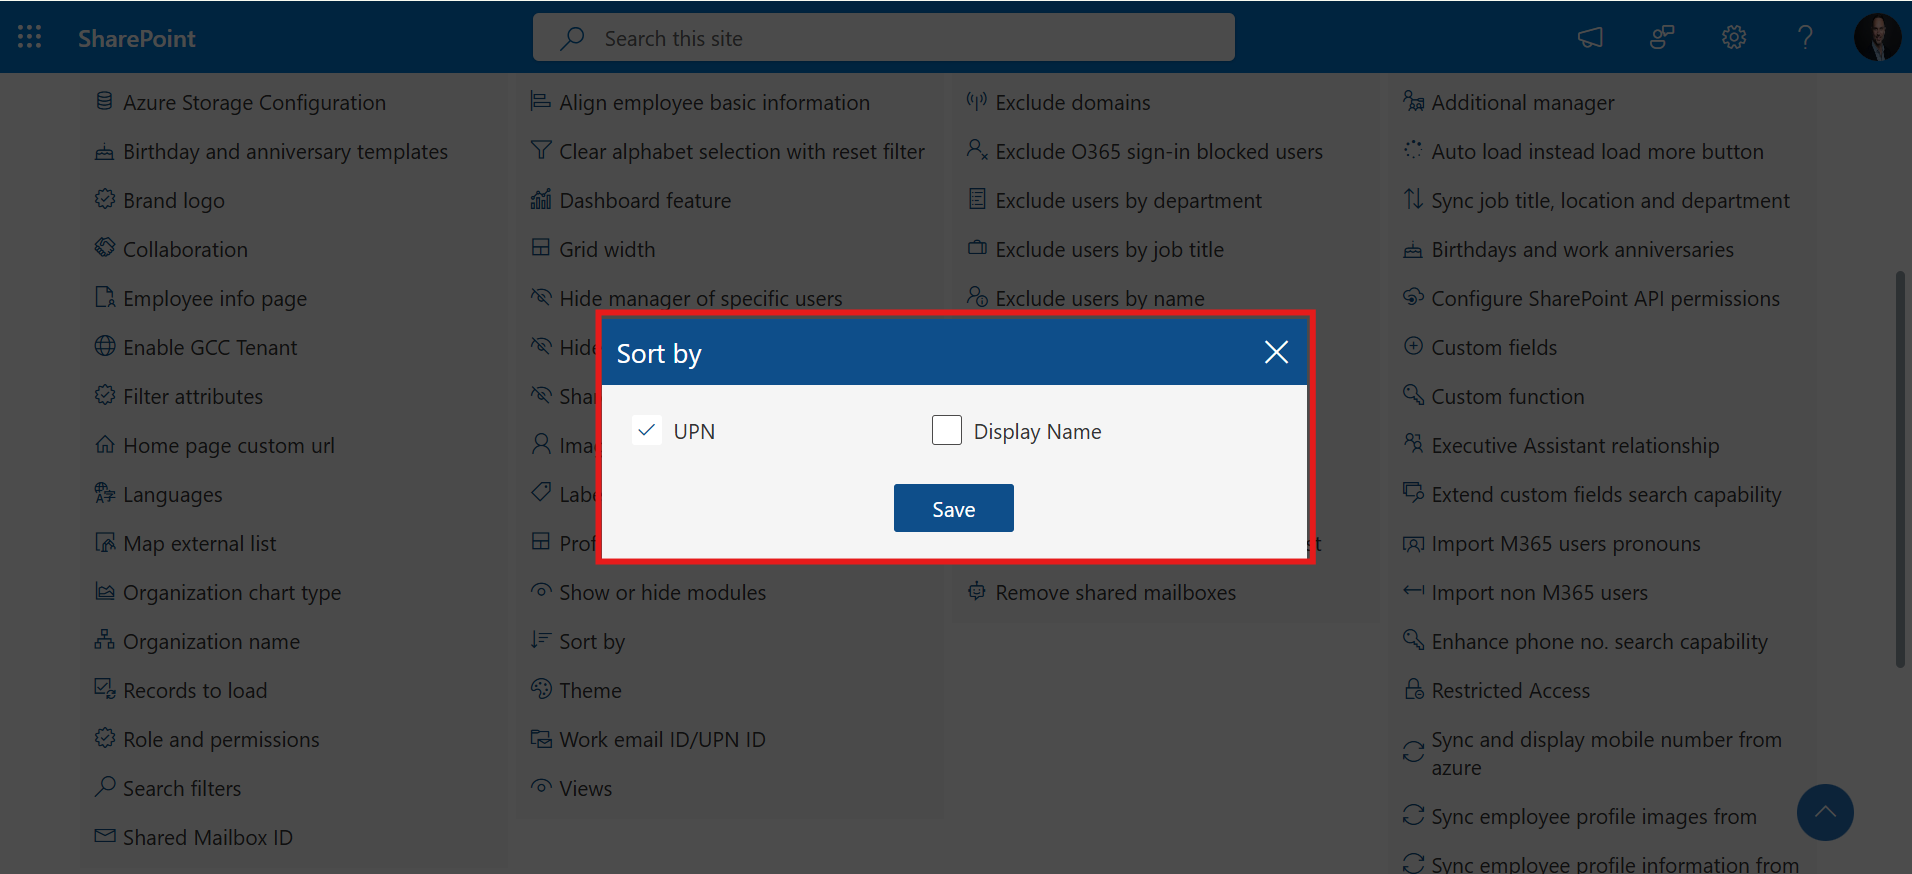 SharePoint
Search this site
Azure Storage Configuration
Birthday and anniversary templates
Brand logo
Collaboration
Employee info page
Enable GCC Tenant
Filter attributes
Home page custom url
Languages
Map external list
Organization chart type
Organization name
Records to load
Role and permissions
Search filters
Shared Mailbox ID
Align employee basic information
Clear alphabet selection with reset filter
Dashboard feature
Grid width
Hide manager of specific users
Hide
Show or hide modules
Sort by
Theme
Work email ID/UPN ID
Views
Exclude domains
Exclude O365 sign-in blocked users
Exclude users by department
Exclude users by job title
Exclude users by name
Remove shared mailboxes
Additional manager
Auto load instead load more button
Sync job title, location and department
Birthdays and work anniversaries
Configure SharePoint API permissions
Custom fields
Custom function
Executive Assistant relationship
Extend custom fields search capability
Import M365 users pronouns
Import non M365 users
Enhance phone no. search capability
Restricted Access
Sync and display mobile number from
azure
Sync employee profile images from
Sync employee profile information from
Sort by
UPN
Display Name
Save